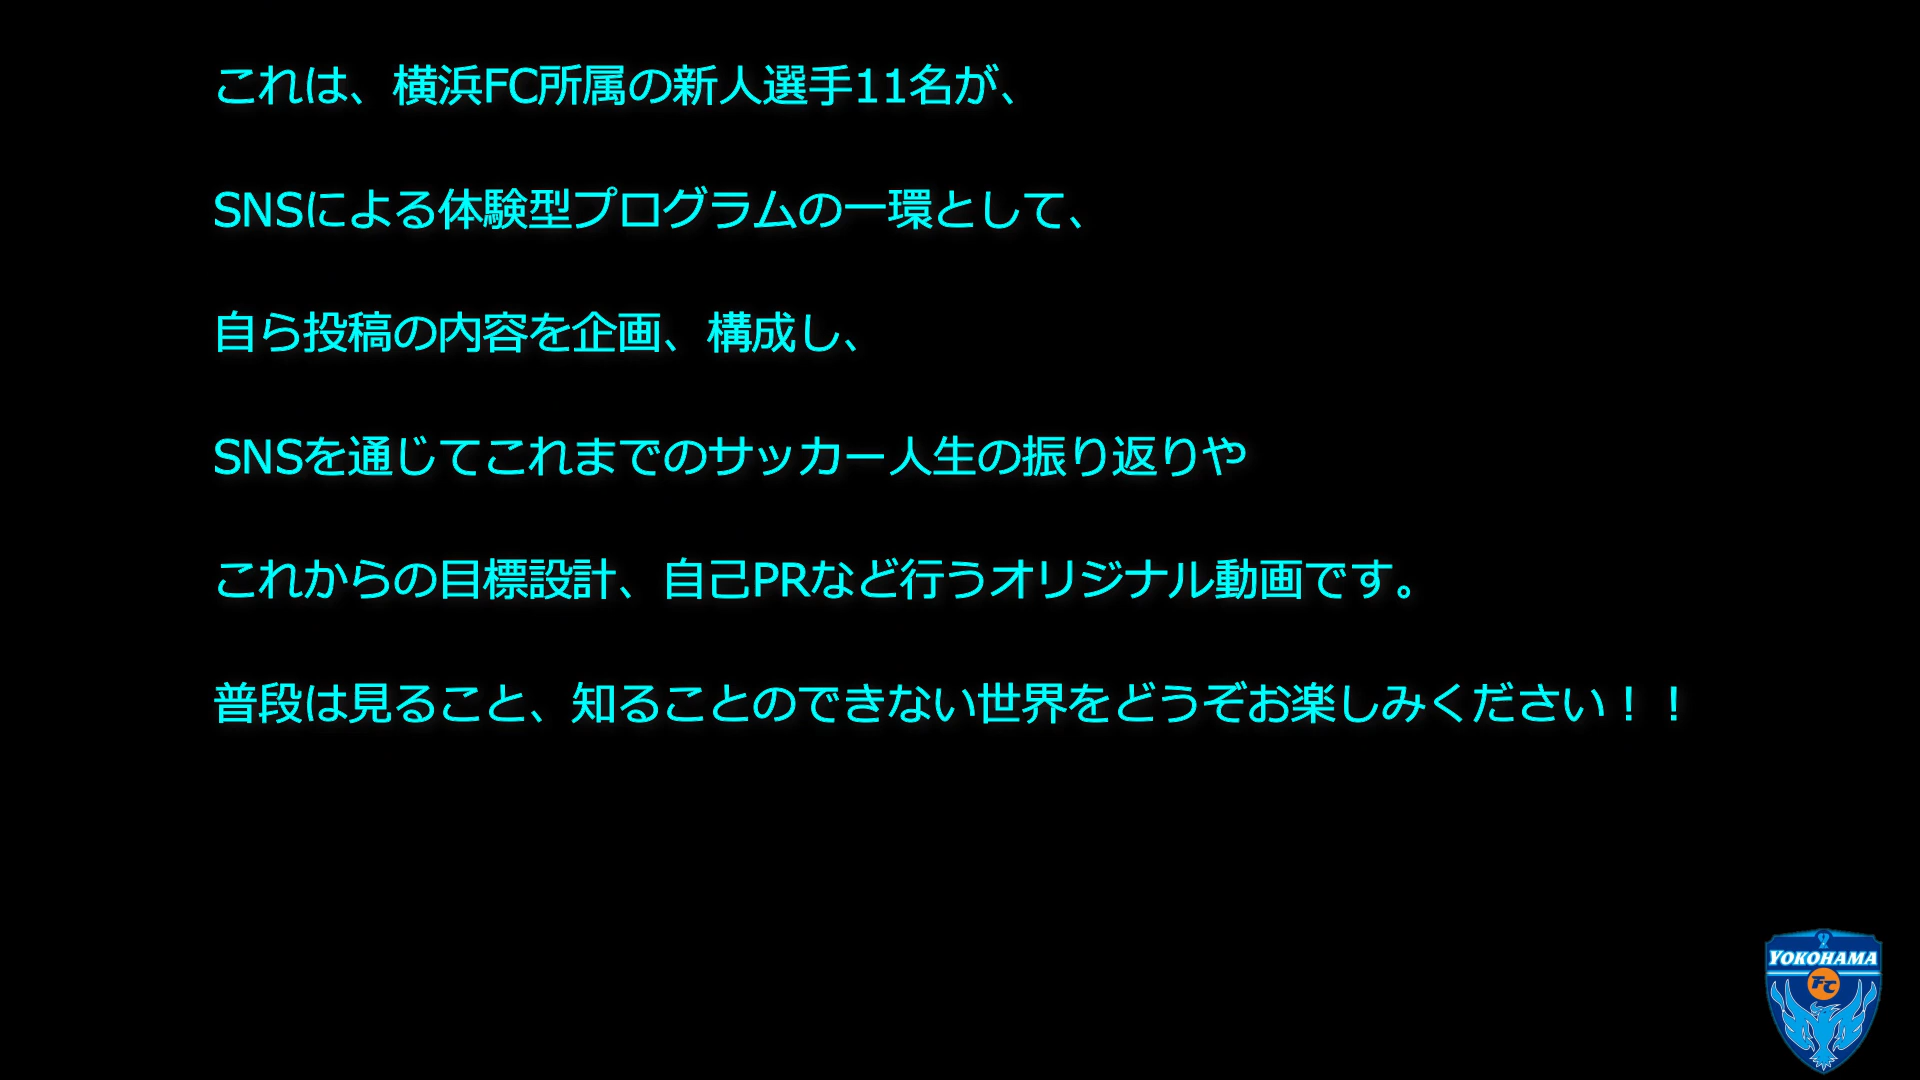 これは、横浜FC所属の新人選手11名が、
SNSによる体験型プログラムの一環として、
自ら投稿の内容を企画、構成し、
SNSを通じてこれまでのサッカー人生の振り返りや
これからの目標設計、自己PRなど行うオリジナル動画です。
普段は見ること、知ることのできない世界をどうぞお楽しみください！！
YOKOHAMA
FC